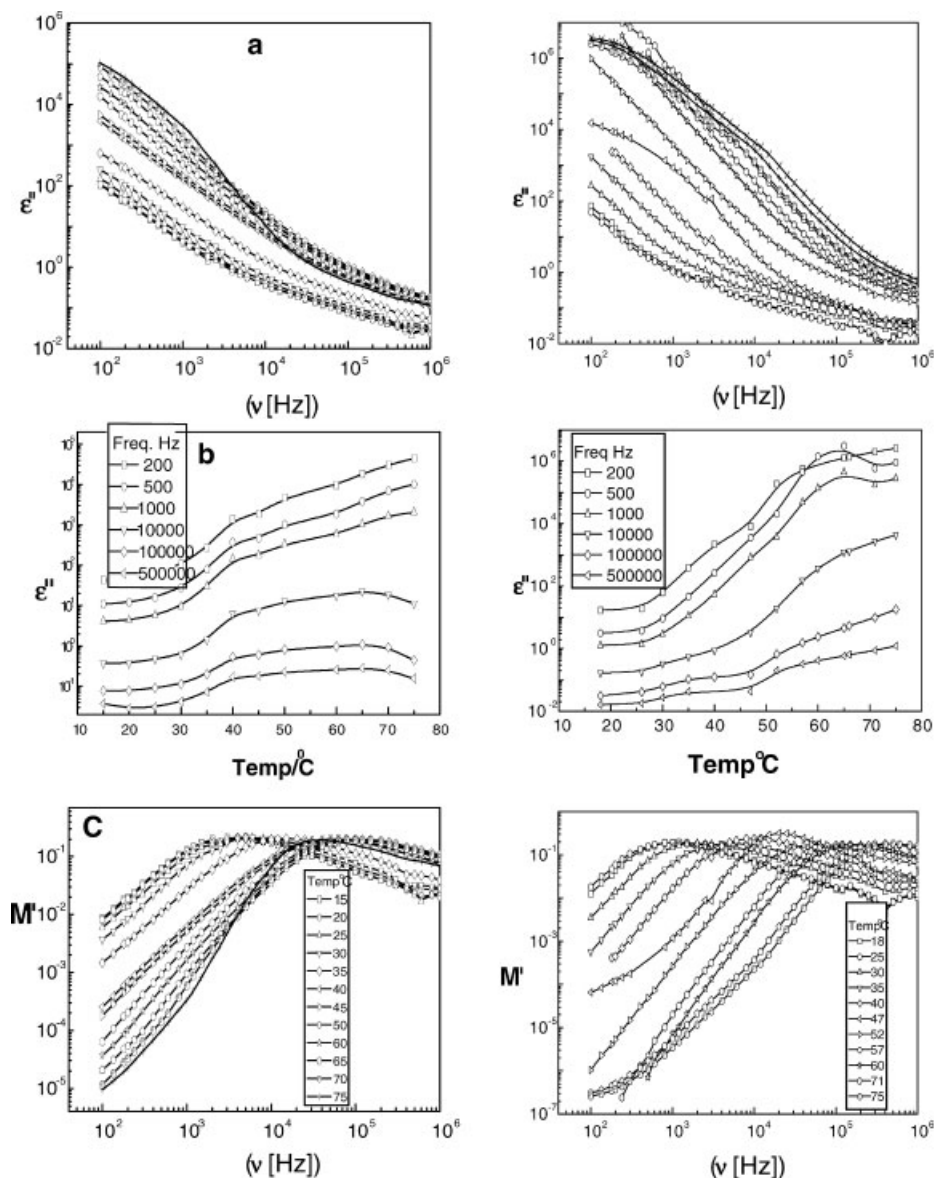 a
10⁶
10⁴
10²
10⁰
10⁻²
ε"
10² 10³ 10⁴ 10⁵ 10⁶
(ν [Hz])
10⁶
10⁴
10²
10⁰
10⁻²
ε"
10² 10³ 10⁴ 10⁵ 10⁶
(ν [Hz])
b
Freq. Hz
200
500
1000
10000
100000
500000
ε"
10 20 30 40 50 60 70 80
Temp/°C
Freq Hz
200
500
1000
10000
100000
500000
10⁶
10⁴
10²
10⁰
10⁻²
ε"
10 20 30 40 50 60 70 80
Temp°C
C
10⁻¹
10⁻²
10⁻³
10⁻⁴
10⁻⁵
M'
Temp°C
15
20
25
30
35
40
45
50
60
65
70
75
10² 10³ 10⁴ 10⁵ 10⁶
(ν [Hz])
10⁻¹
10⁻³
10⁻⁵
10⁻⁷
M'
Temp°C
18
25
30
35
40
47
52
57
60
71
75
10² 10³ 10⁴ 10⁵ 10⁶
(ν [Hz])